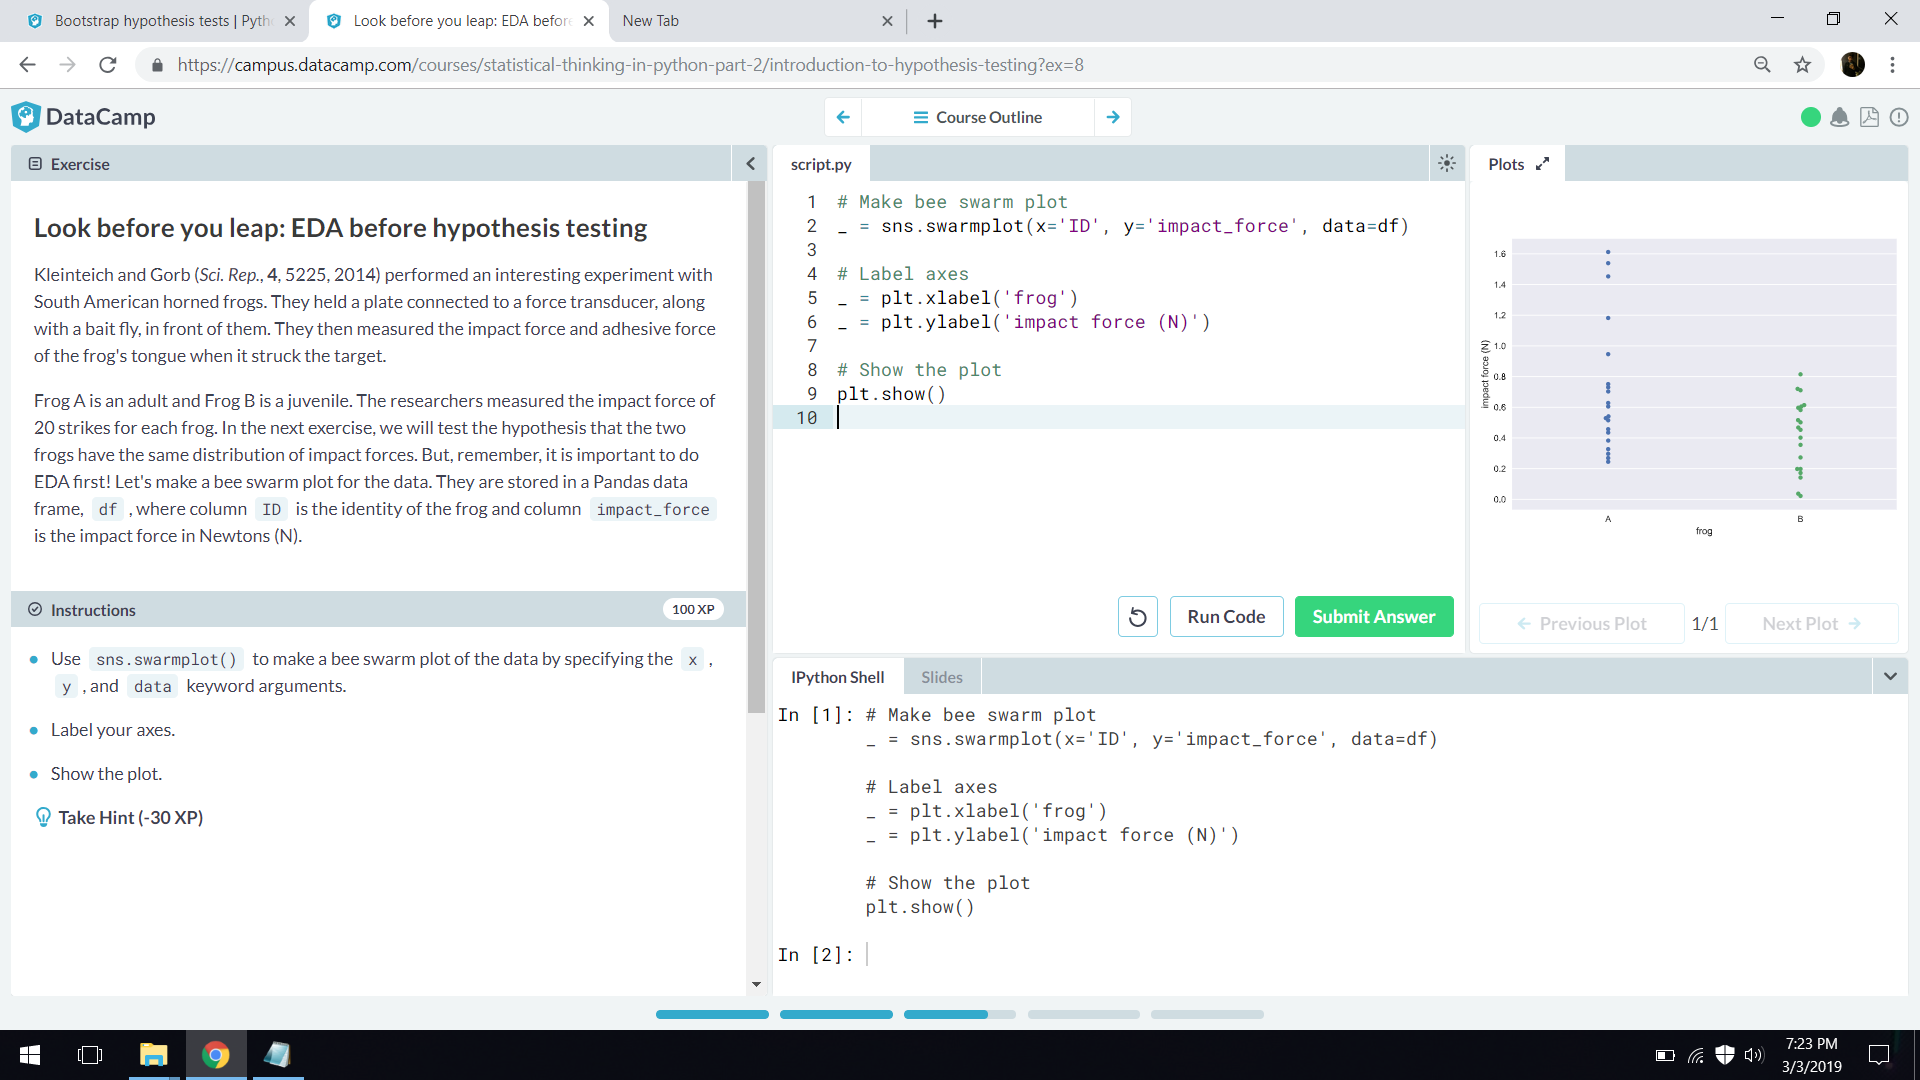 Bootstrap hypothesis tests | Pyth
Look before you leap: EDA befor
New Tab
https://campus.datacamp.com/courses/statistical-thinking-in-python-part-2/introduction-to-hypothesis-testing?ex=8
DataCamp
Course Outline
Exercise
Look before you leap: EDA before hypothesis testing
Kleinteich and Gorb (Sci. Rep., 4, 5225, 2014) performed an interesting experiment with
South American horned frogs. They held a plate connected to a force transducer, along
with a bait fly, in front of them. They then measured the impact force and adhesive force
of the frog's tongue when it struck the target.
Frog A is an adult and Frog B is a juvenile. The researchers measured the impact force of
20 strikes for each frog. In the next exercise, we will test the hypothesis that the two
frogs have the same distribution of impact forces. But, remember, it is important to do
EDA first! Let's make a bee swarm plot for the data. They are stored in a Pandas data
frame, df , where column ID is the identity of the frog and column impact_force
is the impact force in Newtons (N).
Instructions
100 XP
Use sns.swarmplot() to make a bee swarm plot of the data by specifying the x ,
y , and data keyword arguments.
Label your axes.
Show the plot.
Take Hint (-30 XP)
script.py
1 # Make bee swarm plot
2 _ = sns.swarmplot(x='ID', y='impact_force', data=df)
3
4 # Label axes
5 _ = plt.xlabel('frog')
6 _ = plt.ylabel('impact force (N)')
7
8 # Show the plot
9 plt.show()
10
Run Code
Submit Answer
Plots
1.6
1.4
1.2
1.0
0.8
0.6
0.4
0.2
0.0
impact force (N)
A
B
frog
Previous Plot
1/1
Next Plot
IPython Shell
Slides
In [1]: # Make bee swarm plot
_ = sns.swarmplot(x='ID', y='impact_force', data=df)
# Label axes
_ = plt.xlabel('frog')
_ = plt.ylabel('impact force (N)')
# Show the plot
plt.show()
In [2]:
7:23 PM
3/3/2019